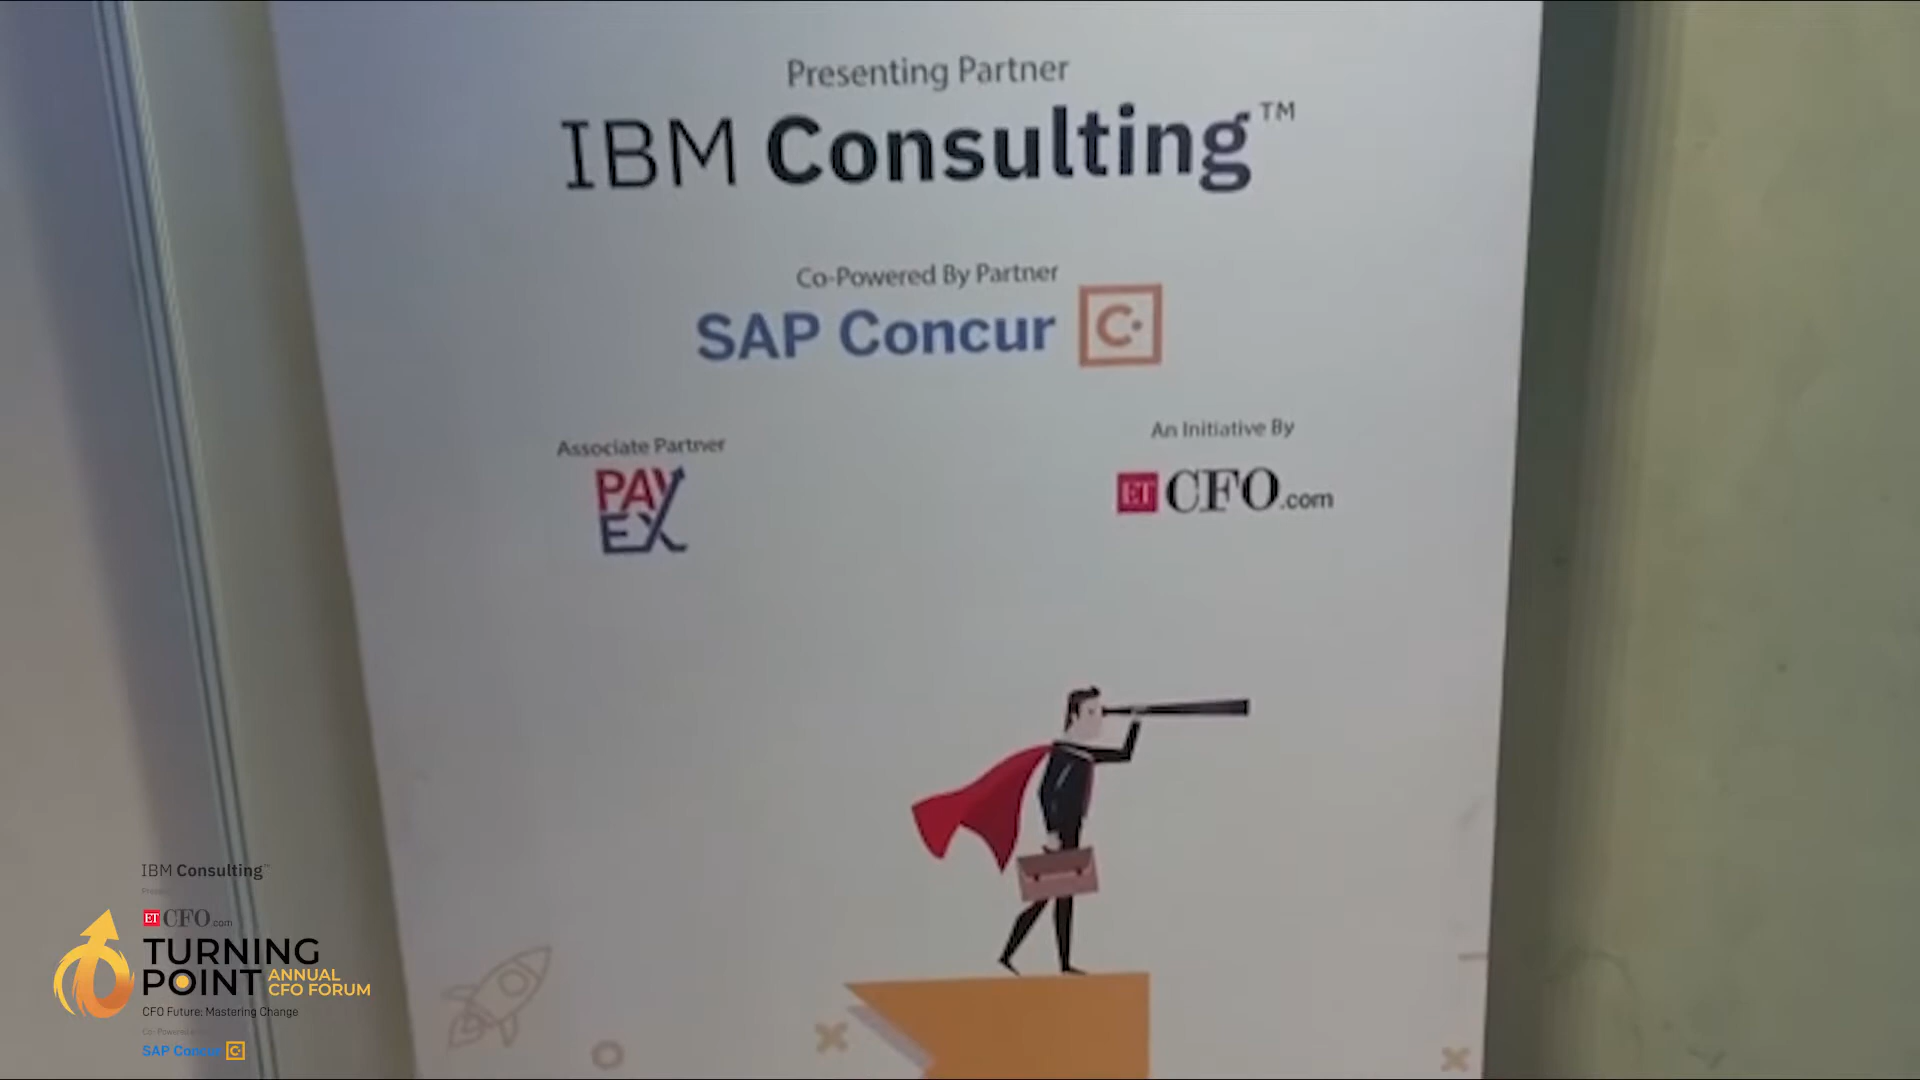 Presenting Partner
IBM Consulting™
Co-Powered By Partner
SAP Concur C.
Associate Partner
PAY
EX
An Initiative By
ET CFO.com
IBM Consulting™
ET CFO.com
TURNING
POINT ANNUAL
CFO FORUM
CFO Future: Mastering Change
SAP Concur C.